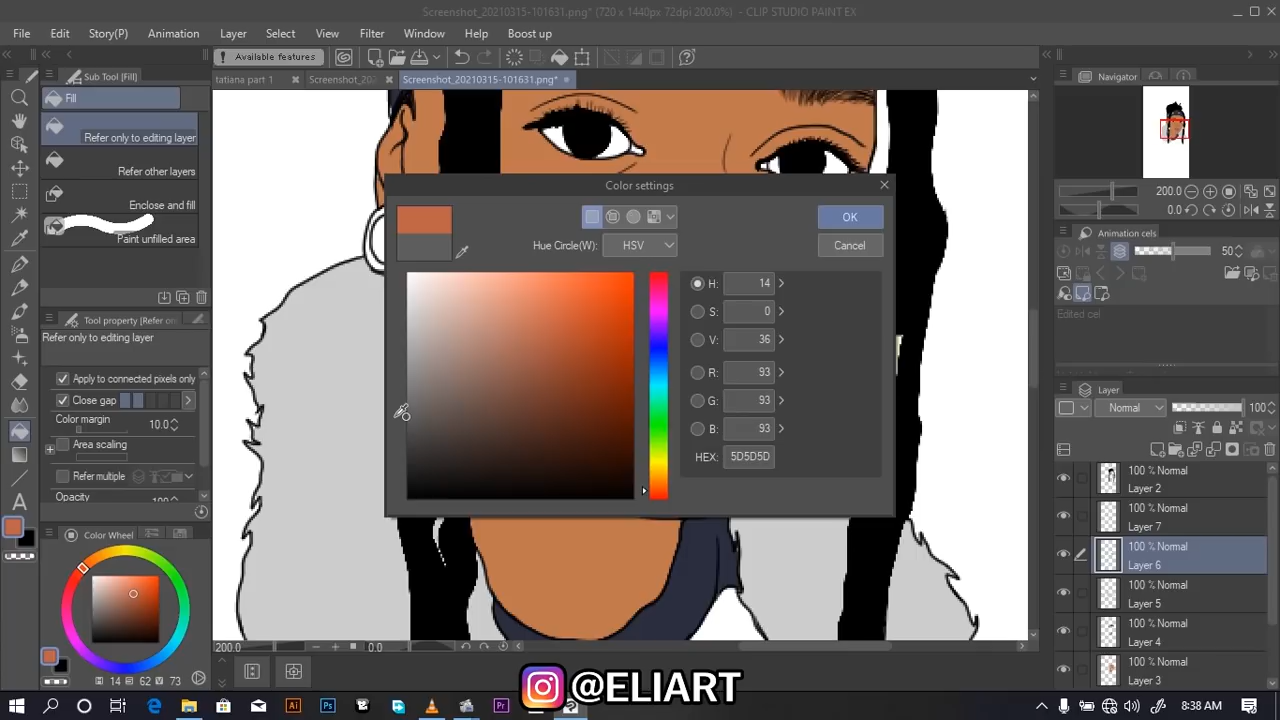 Screenshot_20210315-101631.png* (720 x 1440px 72dpi 200.0%) - CLIP STUDIO PAINT EX
File Edit Story(P) Animation Layer Select View Filter Window Help Boost up
Available features
Sub Tool [Fill]
tatiana part 1 Screenshot_202 Screenshot_20210315-101631.png*
Navigator
Fill
Refer only to editing layer
Refer other layers
Enclose and fill
Paint unfilled area
200.0
0.0
Animation cels
50
Edited cel
Color settings
OK
Hue Circle(W): HSV
Cancel
H: 14
S: 0
V: 36
R: 93
G: 93
B: 93
HEX: 5D5D5D
Tool property [Refer on
Refer only to editing layer
Apply to connected pixels only
Close gap
Color margin 10.0
Area scaling
Refer multiple
Opacity 100
Color Wheel
H 14 S 62 V 73
Layer
Normal 100
100 % Normal
Layer 2
100 % Normal
Layer 7
100 % Normal
Layer 6
100 % Normal
Layer 5
100 % Normal
Layer 4
100 % Normal
Layer 3
200.0 0.0
@ELIART
8:38 AM